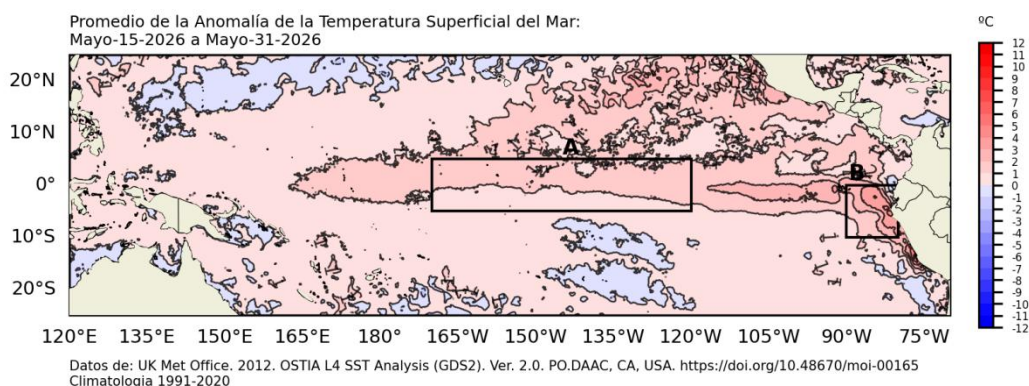 Promedio de la Anomalía de la Temperatura Superficial del Mar:
Mayo-15-2026 a Mayo-31-2026
ºC
20°N
10°N
0°
10°S
20°S
A
B
120°E 135°E 150°E 165°E 180° 165°W 150°W 135°W 120°W 105°W 90°W 75°W
12
11
10
9
8
7
6
5
4
3
2
1
0
-1
-2
-3
-4
-5
-6
-7
-8
-9
-10
-11
-12
Datos de: UK Met Office. 2012. OSTIA L4 SST Analysis (GDS2). Ver. 2.0. PO.DAAC, CA, USA. https://doi.org/10.48670/moi-00165
Climatologia 1991-2020